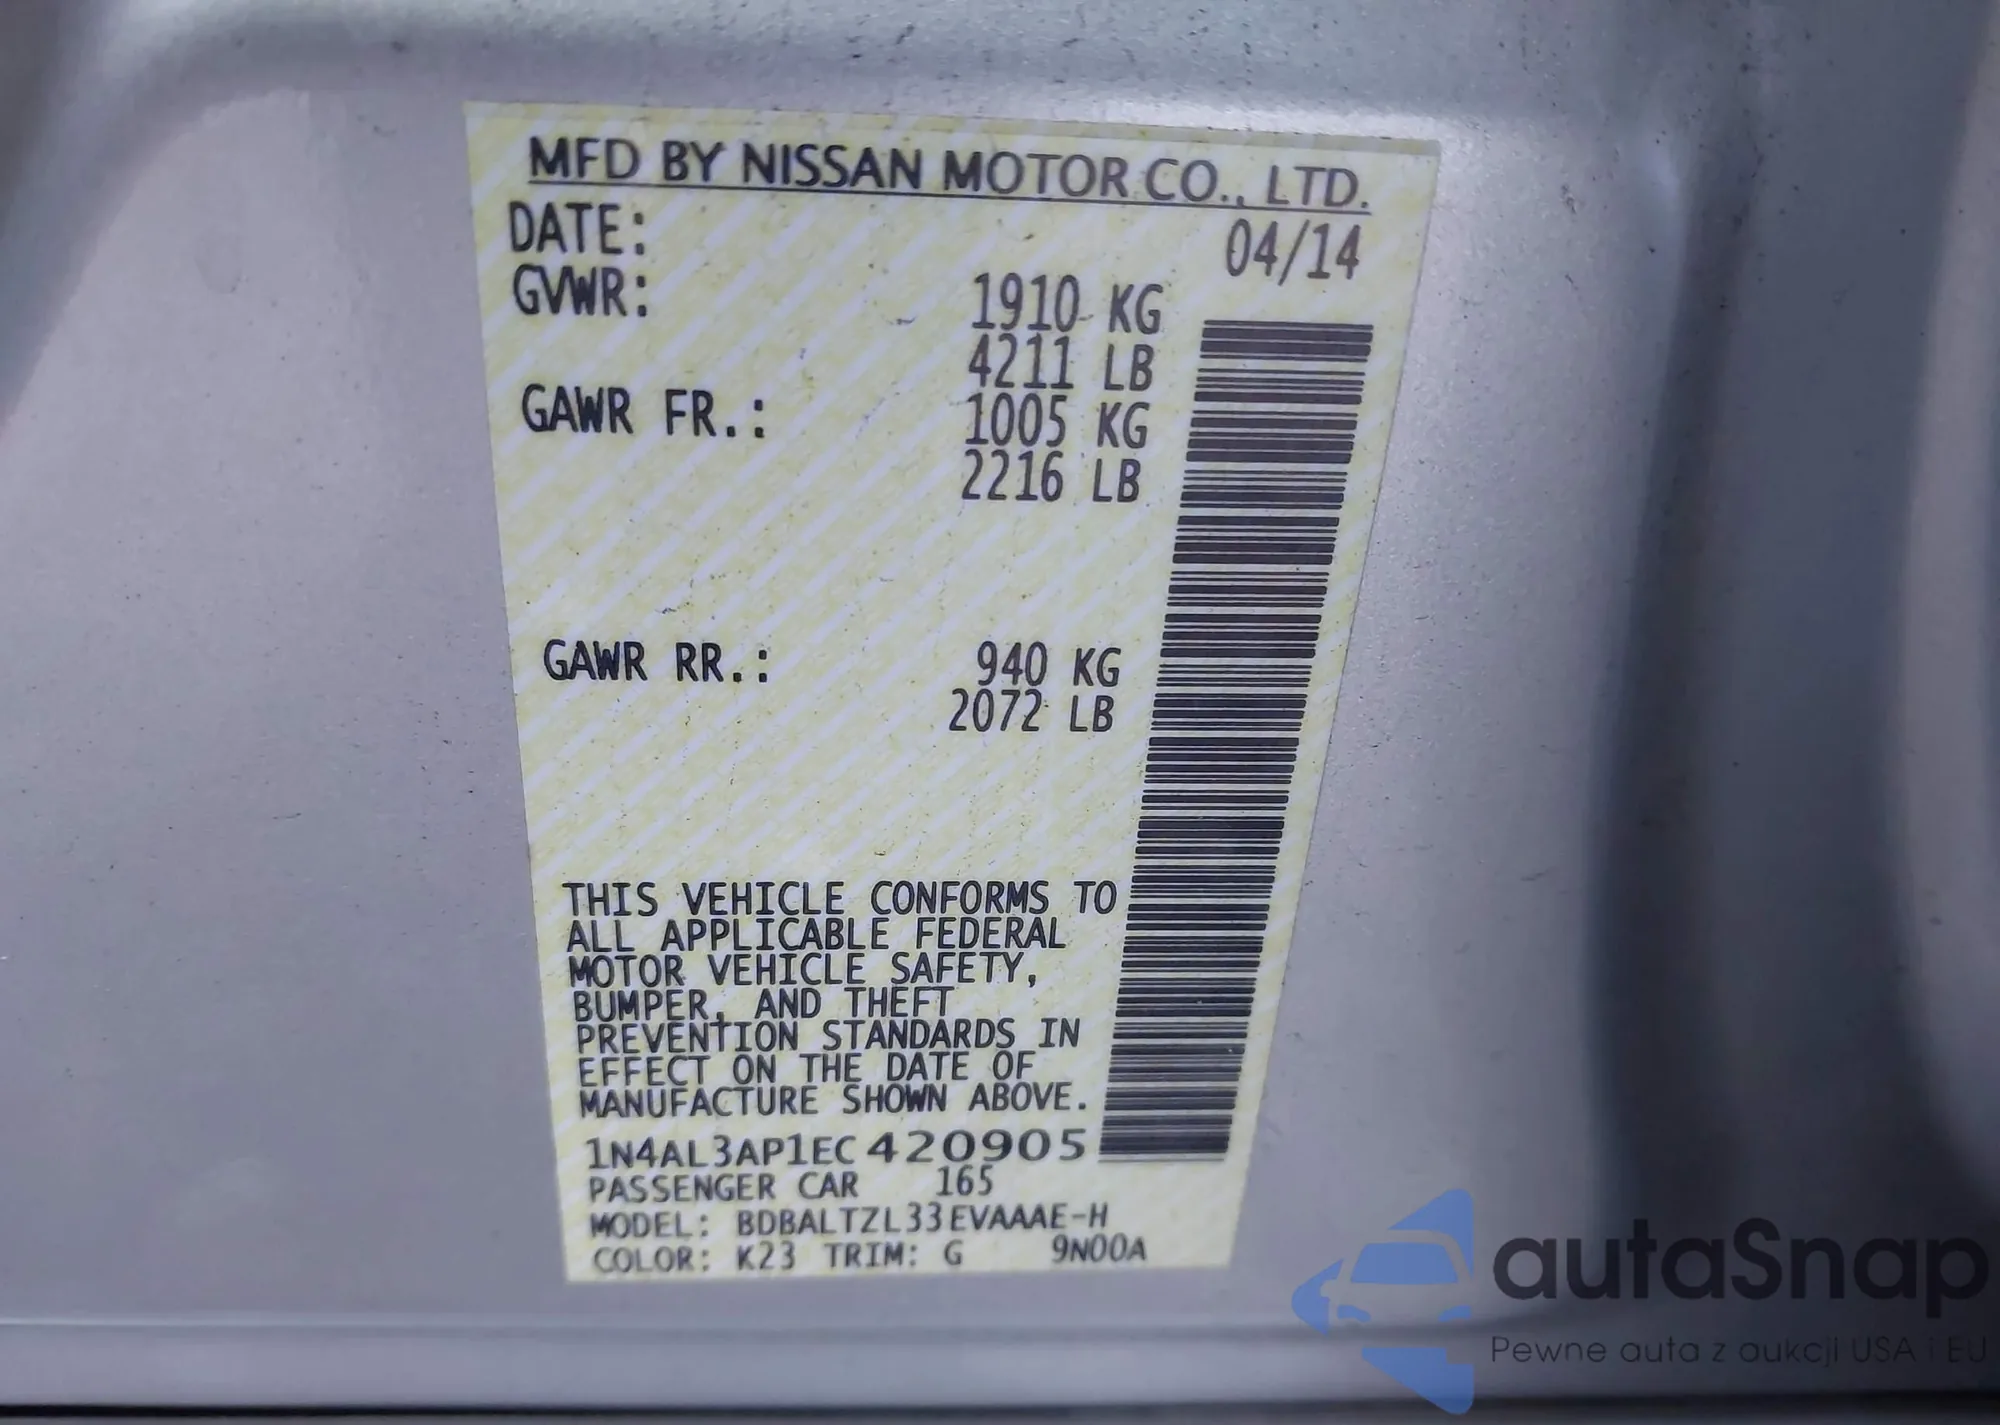 MFD BY NISSAN MOTOR CO., LTD.
DATE: 04/14
GVWR: 1910 KG
4211 LB
GAWR FR.: 1005 KG
2216 LB
GAWR RR.: 940 KG
2072 LB
THIS VEHICLE CONFORMS TO
ALL APPLICABLE FEDERAL
MOTOR VEHICLE SAFETY,
BUMPER, AND THEFT
PREVENTION STANDARDS IN
EFFECT ON THE DATE OF
MANUFACTURE SHOWN ABOVE.
1N4AL3AP1EC420905
PASSENGER CAR 165
MODEL: BDBALTZL33EVAAAE-H
COLOR: K23 TRIM: G 9N00A
autaSnap
Pewne auta z aukcji USA i EU